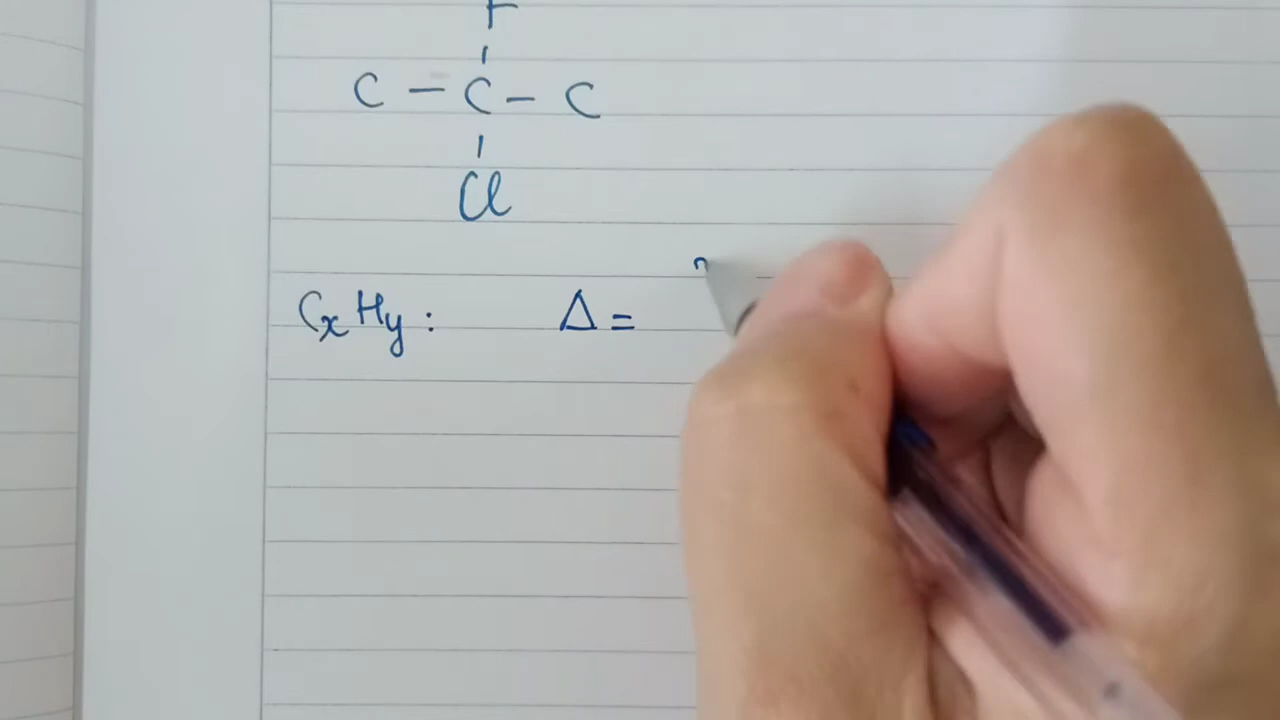 F
C - C - C
Cl
CxHy : Δ =